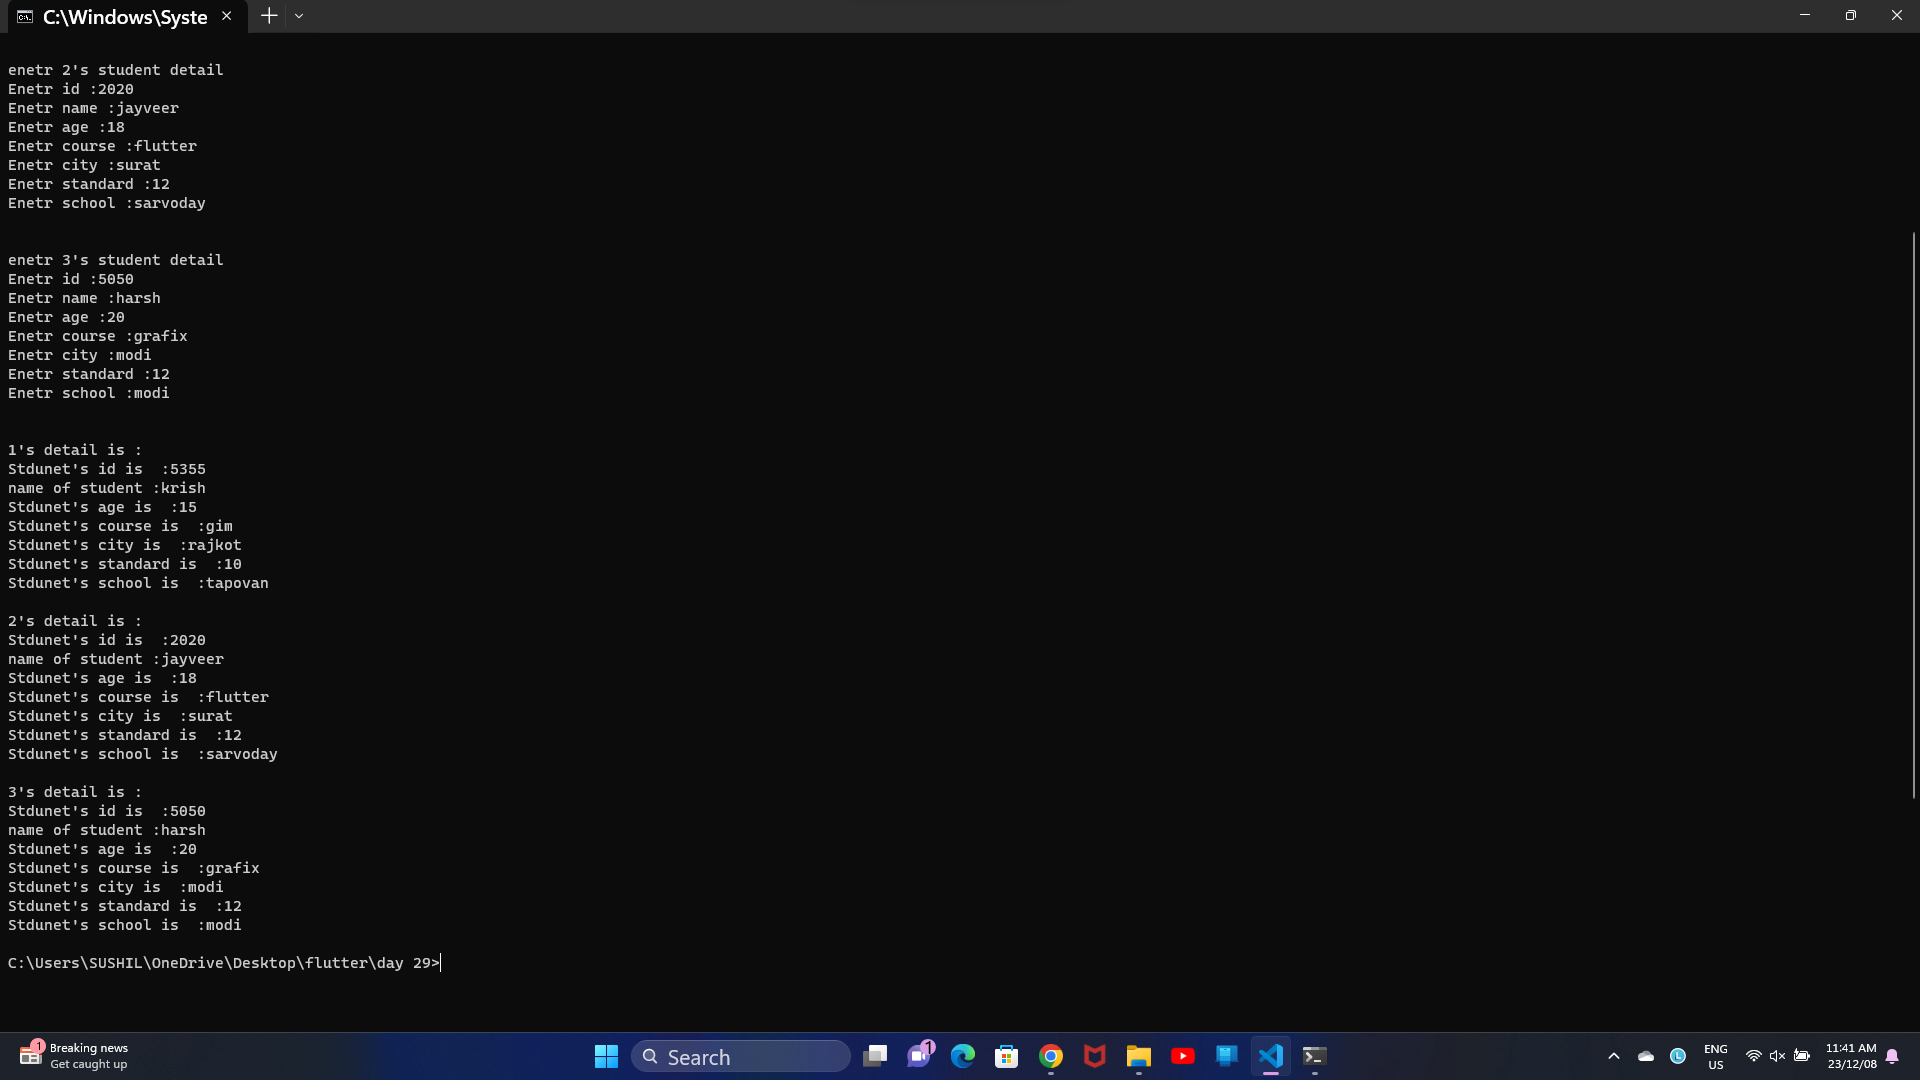 C:\Windows\Syste
enetr 2's student detail
Enetr id :2020
Enetr name :jayveer
Enetr age :18
Enetr course :flutter
Enetr city :surat
Enetr standard :12
Enetr school :sarvoday
enetr 3's student detail
Enetr id :5050
Enetr name :harsh
Enetr age :20
Enetr course :grafix
Enetr city :modi
Enetr standard :12
Enetr school :modi
1's detail is :
Stdunet's id is  :5355
name of student :krish
Stdunet's age is  :15
Stdunet's course is  :gim
Stdunet's city is  :rajkot
Stdunet's standard is  :10
Stdunet's school is  :tapovan
2's detail is :
Stdunet's id is  :2020
name of student :jayveer
Stdunet's age is  :18
Stdunet's course is  :flutter
Stdunet's city is  :surat
Stdunet's standard is  :12
Stdunet's school is  :sarvoday
3's detail is :
Stdunet's id is  :5050
name of student :harsh
Stdunet's age is  :20
Stdunet's course is  :grafix
Stdunet's city is  :modi
Stdunet's standard is  :12
Stdunet's school is  :modi
C:\Users\SUSHIL\OneDrive\Desktop\flutter\day 29>
1
Breaking news
Get caught up
Search
1
ENG
US
11:41 AM
23/12/08